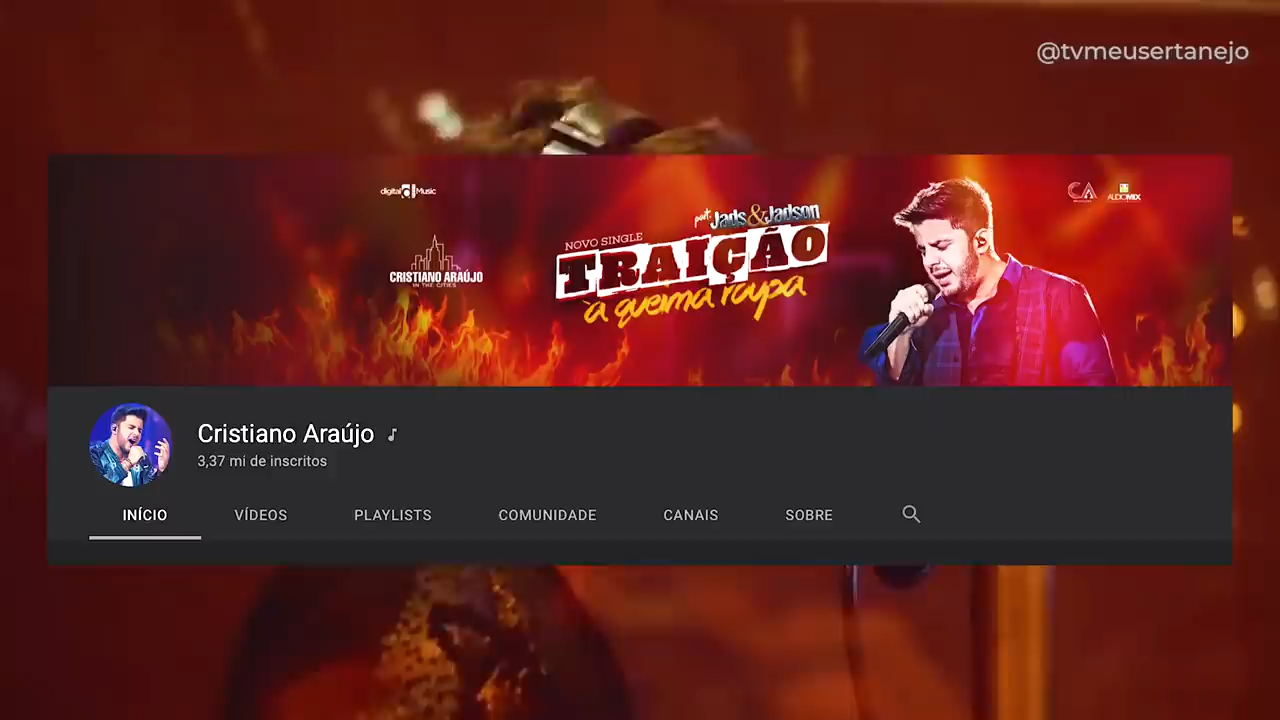 @tvmeusertanejo
digital Music
part. Jads & Jadson
NOVO SINGLE
TRAIÇÃO
à queima roupa
CRISTIANO ARAÚJO
IN THE CITIES
CA
AUDIOMIX
Cristiano Araújo
3,37 mi de inscritos
INÍCIO VÍDEOS PLAYLISTS COMUNIDADE CANAIS SOBRE